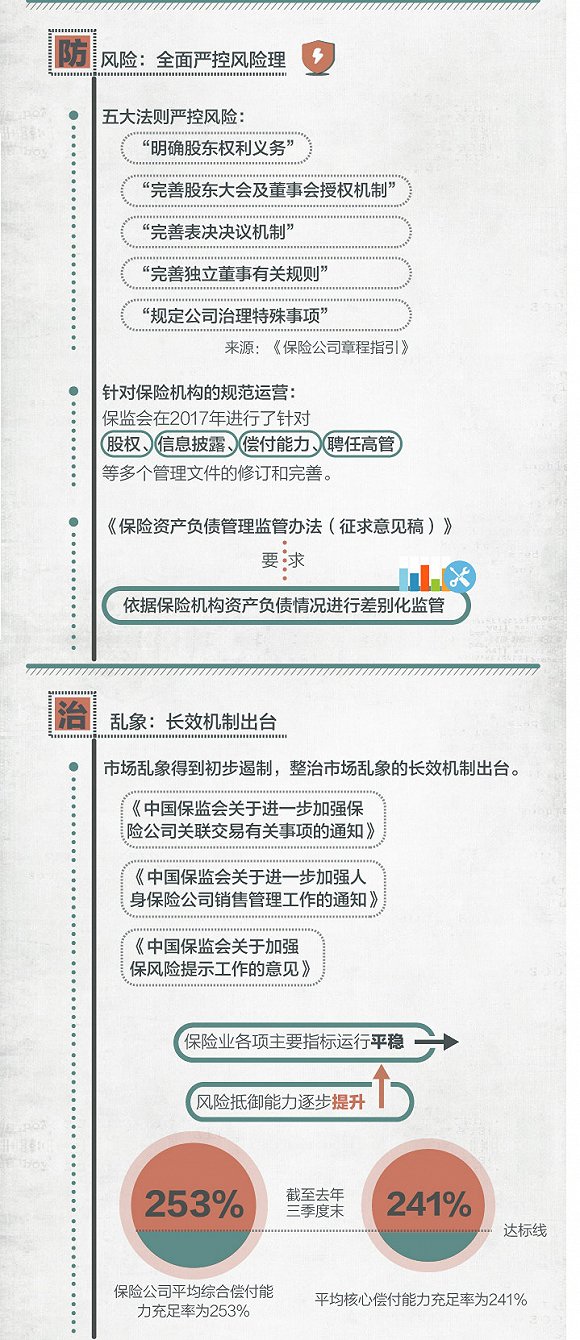 防 风险：全面严控风险理
五大法则严控风险：
“明确股东权利义务”
“完善股东大会及董事会授权机制”
“完善表决决议机制”
“完善独立董事有关规则”
“规定公司治理特殊事项”
来源：《保险公司章程指引》
针对保险机构的规范运营：
保监会在2017年进行了针对
股权、信息披露、偿付能力、聘任高管
等多个管理文件的修订和完善。
《保险资产负债管理监管办法（征求意见稿）》
要求
依据保险机构资产负债情况进行差别化监管
治 乱象：长效机制出台
市场乱象得到初步遏制，整治市场乱象的长效机制出台。
《中国保监会关于进一步加强保
险公司关联交易有关事项的通知》
《中国保监会关于进一步加强人
身保险公司销售管理工作的通知》
《中国保监会关于加强
保风险提示工作的意见》
保险业各项主要指标运行平稳
风险抵御能力逐步提升
253%
截至去年
三季度末
241%
达标线
保险公司平均综合偿付能
力充足率为253%
平均核心偿付能力充足率为241%